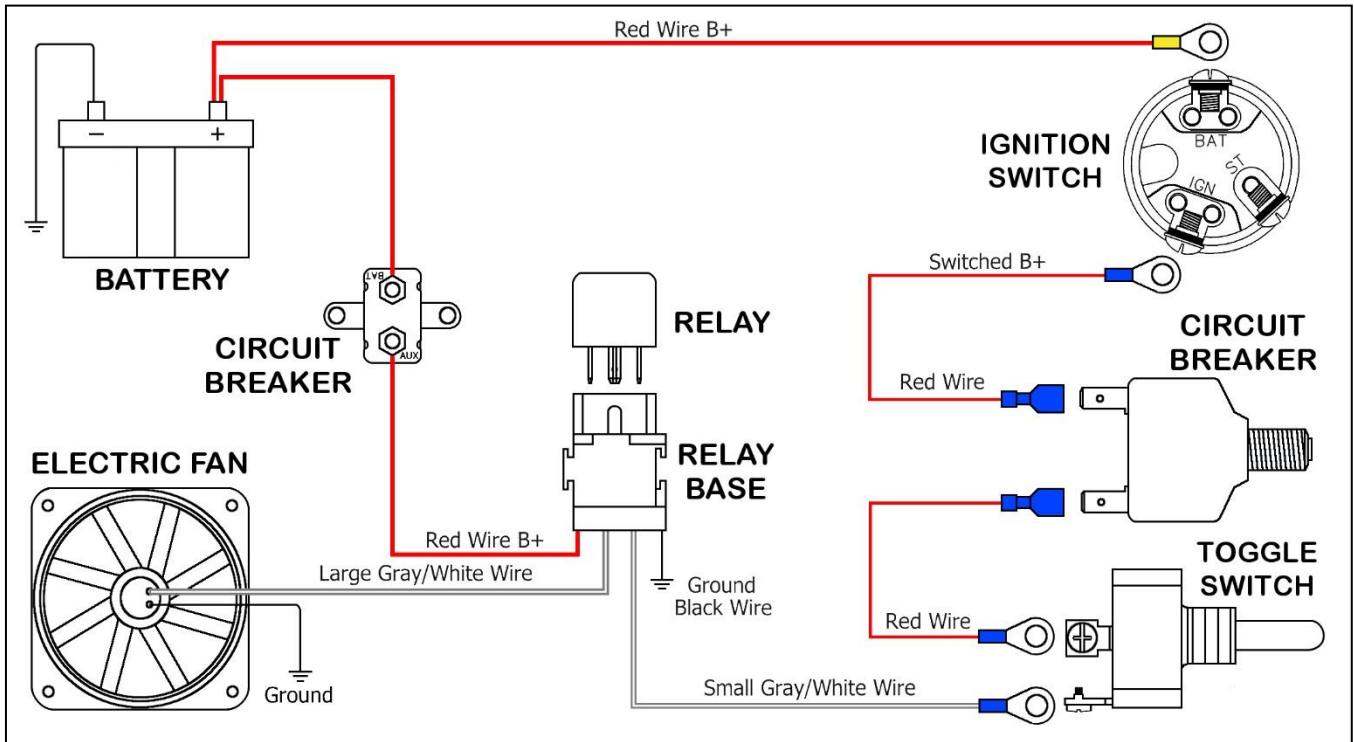 Red Wire B+
− +
BATTERY
IGNITION
SWITCH
BAT
ST
IGN
Switched B+
BAT
AUX
CIRCUIT
BREAKER
RELAY
CIRCUIT
BREAKER
Red Wire
ELECTRIC FAN
RELAY
BASE
Red Wire B+
Large Gray/White Wire
Ground
Black Wire
TOGGLE
SWITCH
Red Wire
Ground
Small Gray/White Wire